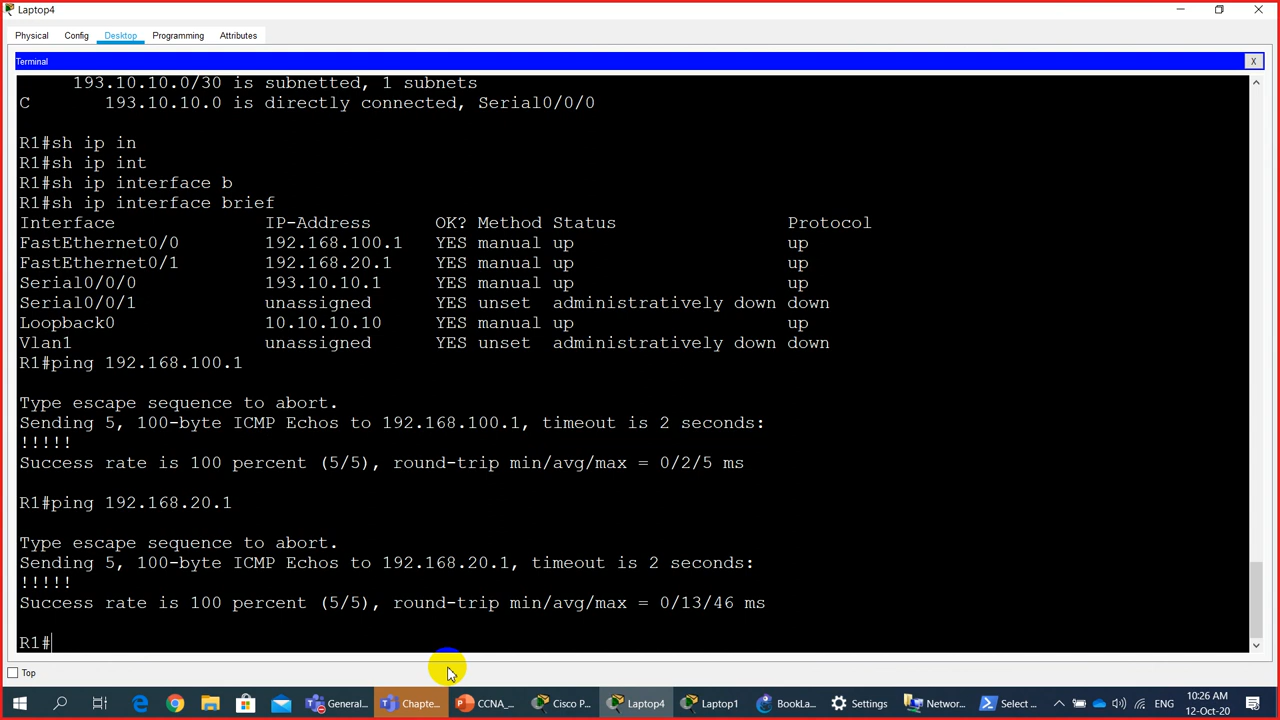 Laptop4
Physical Config Desktop Programming Attributes
Terminal X
193.10.10.0/30 is subnetted, 1 subnets
C 193.10.10.0 is directly connected, Serial0/0/0
R1#sh ip in
R1#sh ip int
R1#sh ip interface b
R1#sh ip interface brief
Interface IP-Address OK? Method Status Protocol
FastEthernet0/0 192.168.100.1 YES manual up up
FastEthernet0/1 192.168.20.1 YES manual up up
Serial0/0/0 193.10.10.1 YES manual up up
Serial0/0/1 unassigned YES unset administratively down down
Loopback0 10.10.10.10 YES manual up up
Vlan1 unassigned YES unset administratively down down
R1#ping 192.168.100.1
Type escape sequence to abort.
Sending 5, 100-byte ICMP Echos to 192.168.100.1, timeout is 2 seconds:
!!!!!
Success rate is 100 percent (5/5), round-trip min/avg/max = 0/2/5 ms
R1#ping 192.168.20.1
Type escape sequence to abort.
Sending 5, 100-byte ICMP Echos to 192.168.20.1, timeout is 2 seconds:
!!!!!
Success rate is 100 percent (5/5), round-trip min/avg/max = 0/13/46 ms
R1#
Top
General... Chapte... CCNA_... Cisco P... Laptop4 Laptop1 BookLa... Settings Networ... Select ... ENG 10:26 AM
12-Oct-20